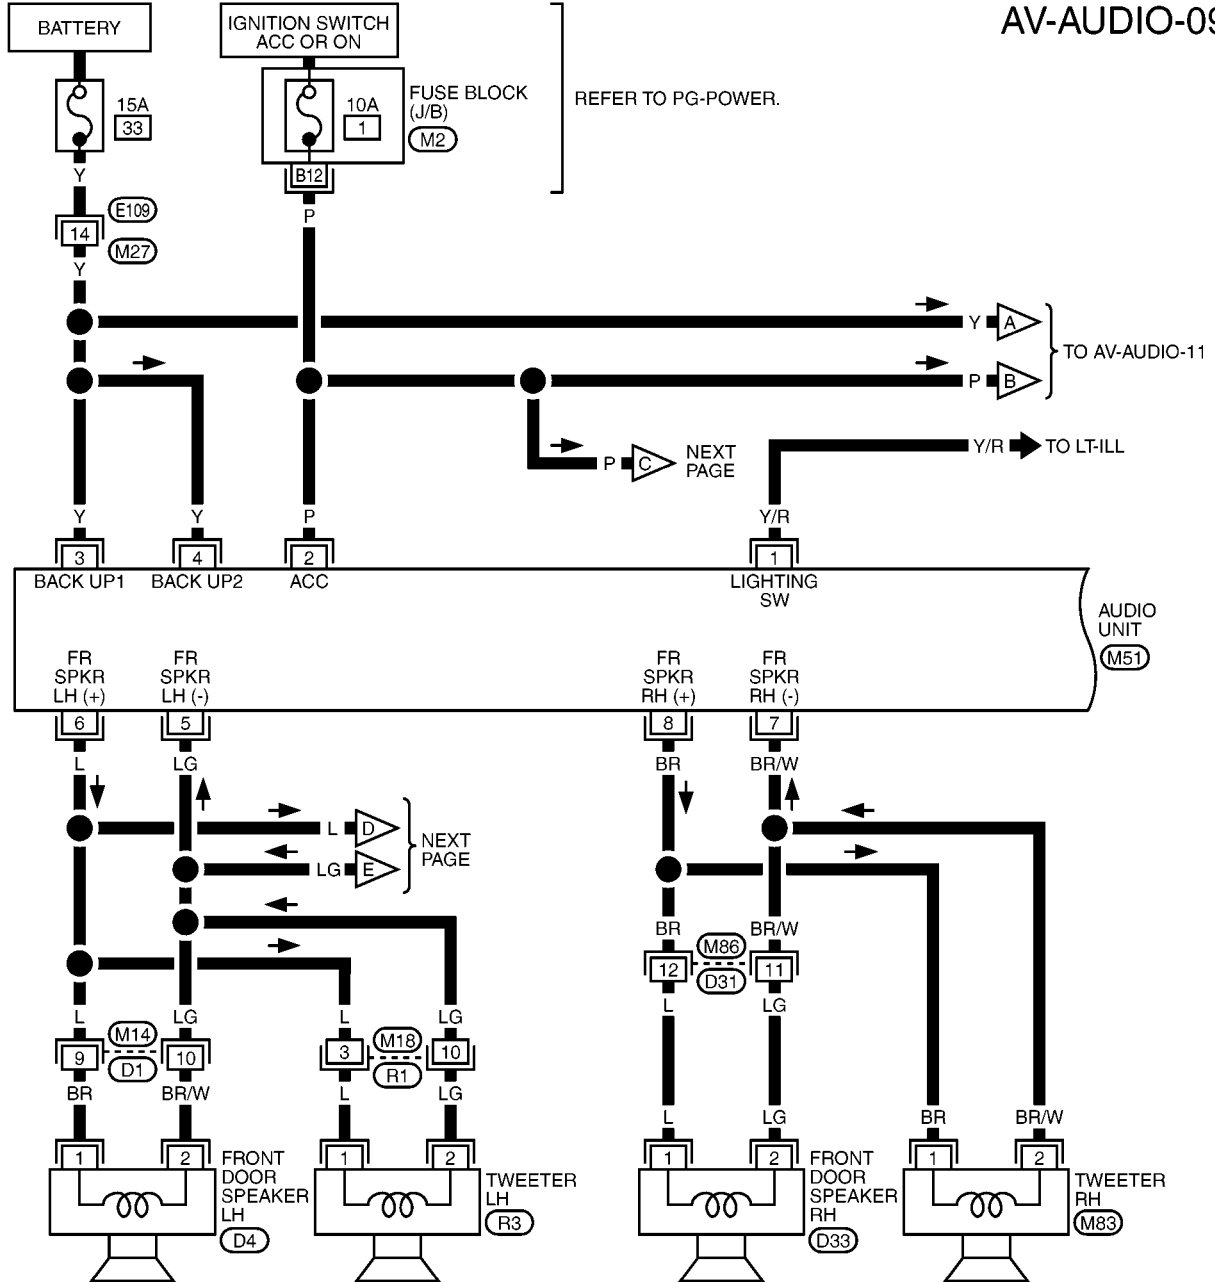 AV-AUDIO-09
BATTERY
IGNITION SWITCH
ACC OR ON
15A
33
10A
1
FUSE BLOCK
(J/B)
M2
REFER TO PG-POWER.
B12
Y
P
E109
14
M27
Y
Y
A
P
B
TO AV-AUDIO-11
P
C
NEXT
PAGE
Y/R
TO LT-ILL
Y
Y
P
Y/R
3
4
2
1
BACK UP1
BACK UP2
ACC
LIGHTING
SW
AUDIO
UNIT
M51
FR
SPKR
LH (+)
FR
SPKR
LH (-)
FR
SPKR
RH (+)
FR
SPKR
RH (-)
6
5
8
7
L
LG
BR
BR/W
L
D
LG
E
NEXT
PAGE
BR
BR/W
12
M86
D31
11
L
LG
L
LG
L
LG
9
M14
D1
10
3
M18
R1
10
BR
BR/W
L
LG
L
LG
BR
BR/W
1
2
1
2
1
2
1
2
FRONT
DOOR
SPEAKER
LH
D4
TWEETER
LH
R3
FRONT
DOOR
SPEAKER
RH
D33
TWEETER
RH
M83